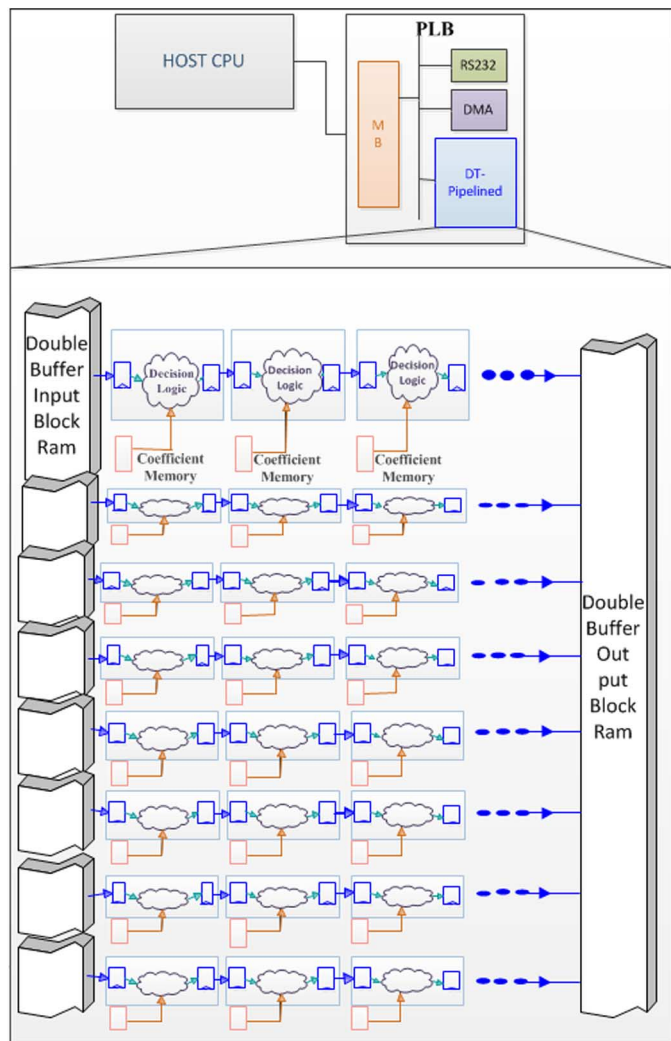 PLB
HOST CPU
RS232
DMA
M
B
DT-
Pipelined
Double
Buffer
Input
Block
Ram
Decision
Logic
Decision
Logic
Decision
Logic
Coefficient
Memory
Coefficient
Memory
Coefficient
Memory
Double
Buffer
Out
put
Block
Ram